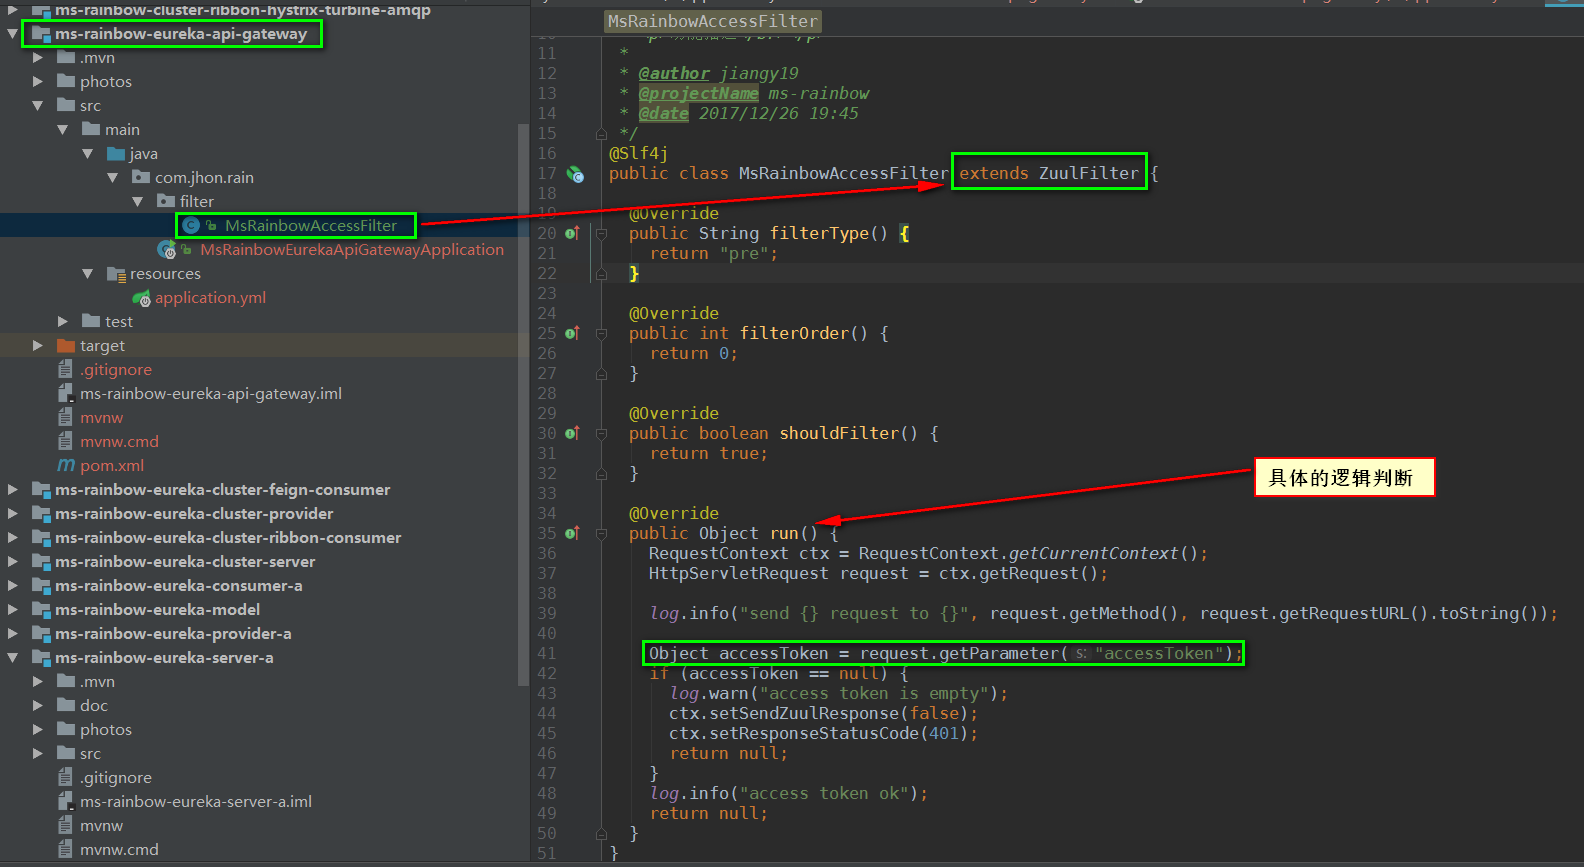 ms-rainbow-cluster-ribbon-hystrix-turbine-amqp
ms-rainbow-eureka-api-gateway
.mvn
photos
src
main
java
com.jhon.rain
filter
MsRainbowAccessFilter
MsRainbowEurekaApiGatewayApplication
resources
application.yml
test
target
.gitignore
ms-rainbow-eureka-api-gateway.iml
mvnw
mvnw.cmd
pom.xml
ms-rainbow-eureka-cluster-feign-consumer
ms-rainbow-eureka-cluster-provider
ms-rainbow-eureka-cluster-ribbon-consumer
ms-rainbow-eureka-cluster-server
ms-rainbow-eureka-consumer-a
ms-rainbow-eureka-model
ms-rainbow-eureka-provider-a
ms-rainbow-eureka-server-a
.mvn
doc
photos
src
.gitignore
ms-rainbow-eureka-server-a.iml
mvnw
mvnw.cmd
MsRainbowAccessFilter
11 *
12 * @author jiangy19
13 * @projectName ms-rainbow
14 * @date 2017/12/26 19:45
15 */
16 @Slf4j
17 public class MsRainbowAccessFilter extends ZuulFilter {
18
19 @Override
20 public String filterType() {
21 return "pre";
22 }
23
24 @Override
25 public int filterOrder() {
26 return 0;
27 }
28
29 @Override
30 public boolean shouldFilter() {
31 return true;
32 }
33
34 @Override
35 public Object run() {
36 RequestContext ctx = RequestContext.getCurrentContext();
37 HttpServletRequest request = ctx.getRequest();
38
39 log.info("send {} request to {}", request.getMethod(), request.getRequestURL().toString());
40
41 Object accessToken = request.getParameter( s: "accessToken");
42 if (accessToken == null) {
43 log.warn("access token is empty");
44 ctx.setSendZuulResponse(false);
45 ctx.setResponseStatusCode(401);
46 return null;
47 }
48 log.info("access token ok");
49 return null;
50 }
51 }
具体的逻辑判断